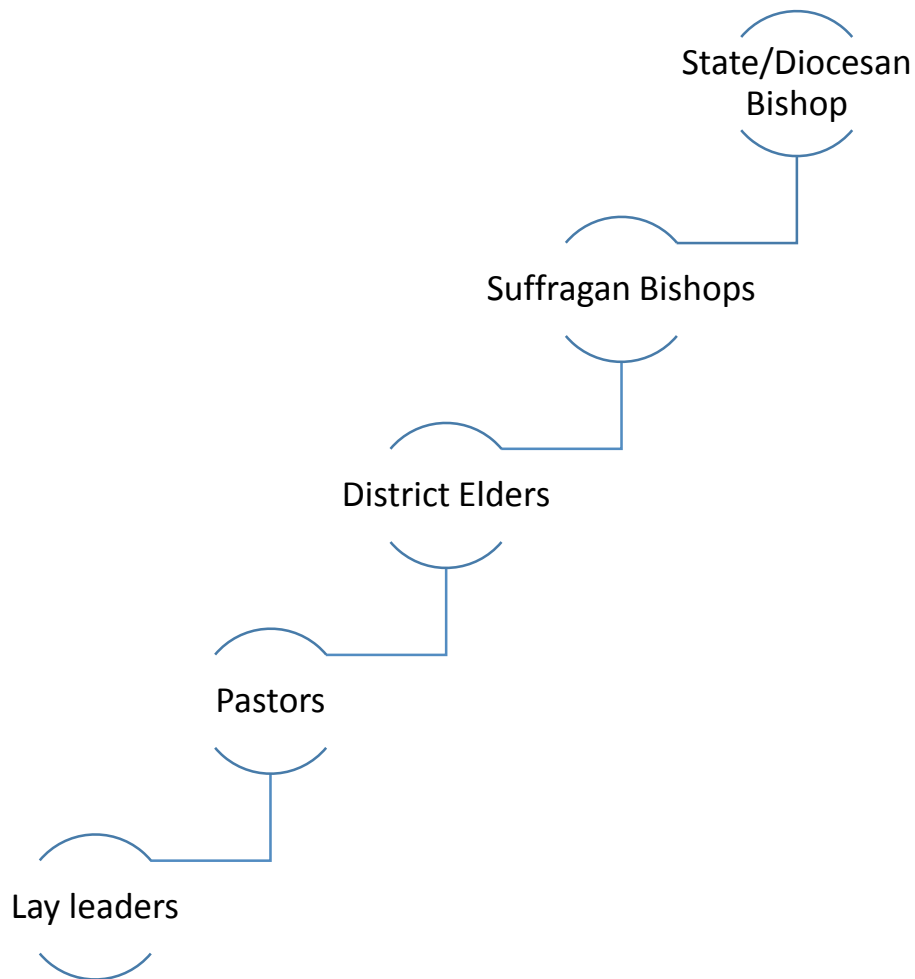 State/Diocesan
Bishop
Suffragan Bishops
District Elders
Pastors
Lay leaders